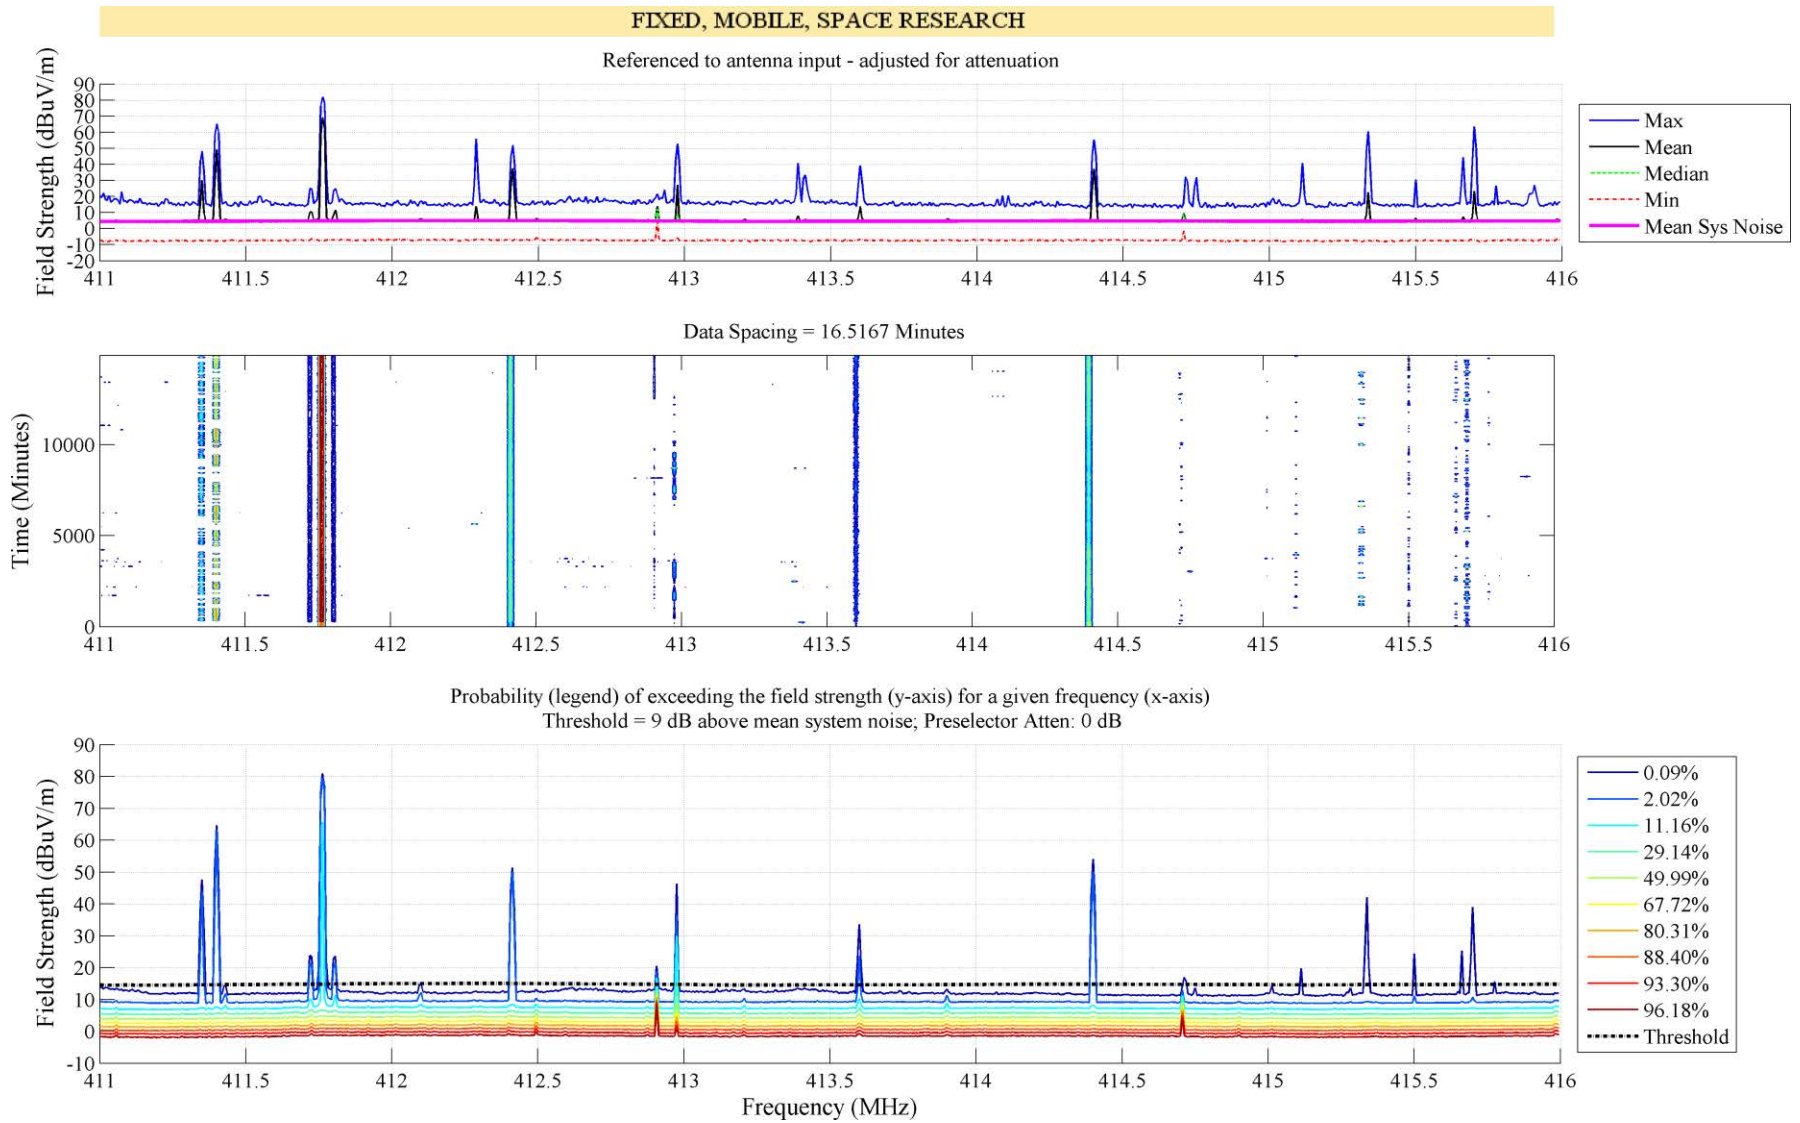 FIXED, MOBILE, SPACE RESEARCH
Referenced to antenna input - adjusted for attenuation
Field Strength (dBuV/m)
90
80
70
60
50
40
30
20
10
0
-10
-20
411 411.5 412 412.5 413 413.5 414 414.5 415 415.5 416
Max
Mean
Median
Min
Mean Sys Noise
Data Spacing = 16.5167 Minutes
Time (Minutes)
10000
5000
0
411 411.5 412 412.5 413 413.5 414 414.5 415 415.5 416
Probability (legend) of exceeding the field strength (y-axis) for a given frequency (x-axis)
Threshold = 9 dB above mean system noise; Preselector Atten: 0 dB
Field Strength (dBuV/m)
90
80
70
60
50
40
30
20
10
0
-10
411 411.5 412 412.5 413 413.5 414 414.5 415 415.5 416
Frequency (MHz)
0.09%
2.02%
11.16%
29.14%
49.99%
67.72%
80.31%
88.40%
93.30%
96.18%
Threshold